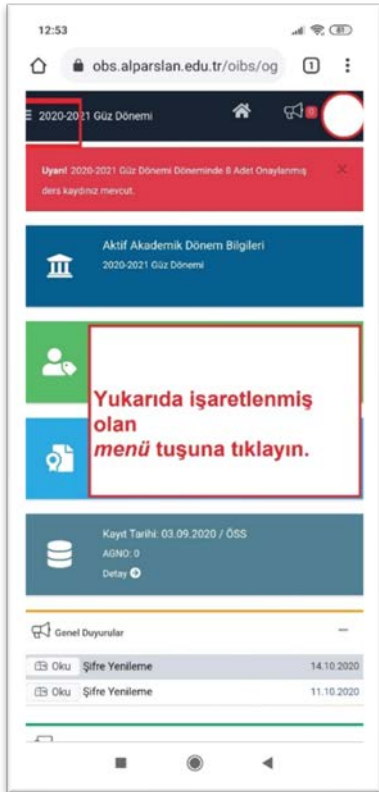 12:53
obs.alparslan.edu.tr/oibs/og
1
2020-2021 Güz Dönemi
0
Uyarı! 2020-2021 Güz Dönemi Döneminde 8 Adet Onaylanmış
ders kaydınız mevcut.
Aktif Akademik Dönem Bilgileri
2020-2021 Güz Dönemi
Yukarıda işaretlenmiş
olan
menü tuşuna tıklayın.
Kayıt Tarihi: 03.09.2020 / ÖSS
AGNO: 0
Detay
Genel Duyurular
Oku Şifre Yenileme 14.10.2020
Oku Şifre Yenileme 11.10.2020